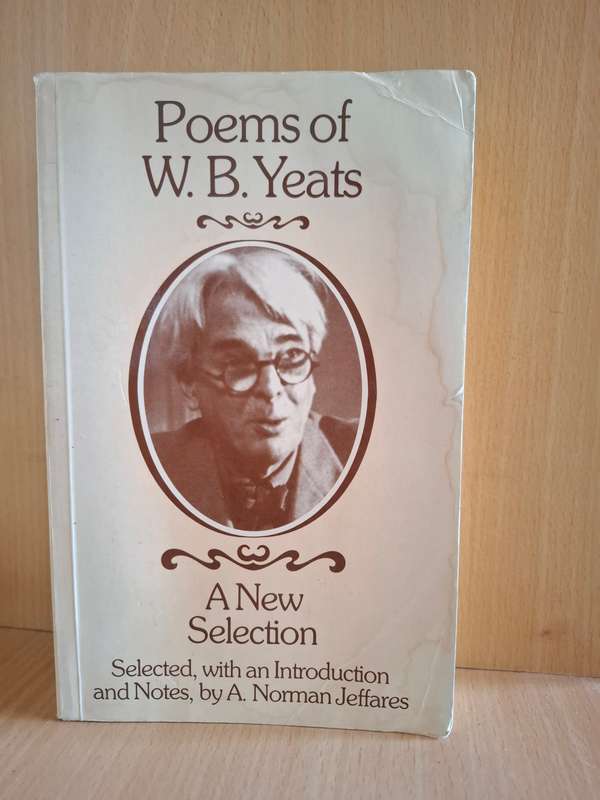 Poems of
W. B. Yeats
A New
Selection
Selected, with an Introduction
and Notes, by A. Norman Jeffares